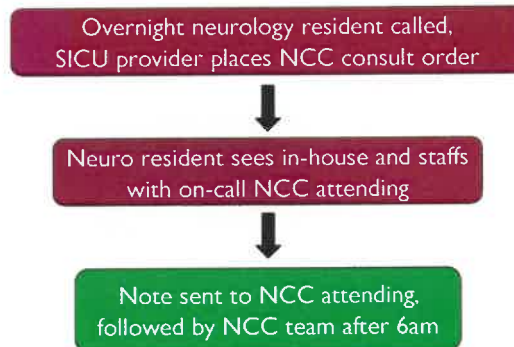 Overnight neurology resident called,
SICU provider places NCC consult order
Neuro resident sees in-house and staffs
with on-call NCC attending
Note sent to NCC attending,
followed by NCC team after 6am